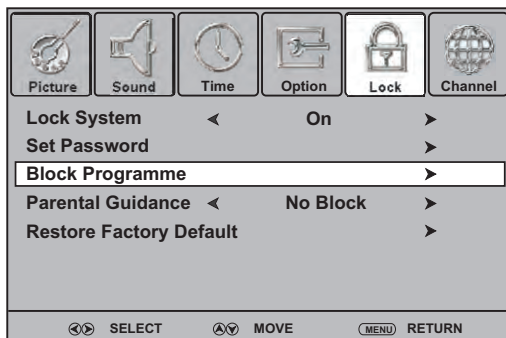 Picture Sound Time Option Lock Channel
Lock System On
Set Password
Block Programme
Parental Guidance No Block
Restore Factory Default
SELECT MOVE MENU RETURN